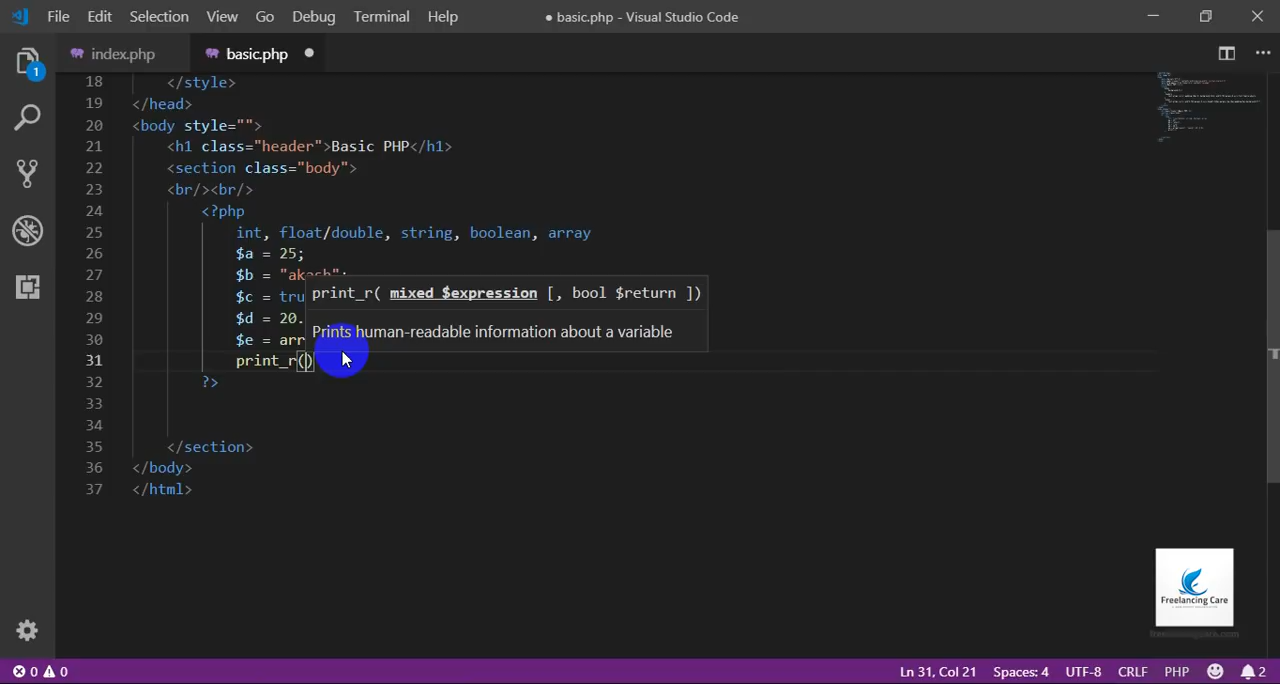 File Edit Selection View Go Debug Terminal Help ● basic.php - Visual Studio Code
1
index.php basic.php
18 </style>
19 </head>
20 <body style="">
21 <h1 class="header">Basic PHP</h1>
22 <section class="body">
23 <br/><br/>
24 <?php
25 int, float/double, string, boolean, array
26 $a = 25;
27 $b = "akash";
28 $c = tru
print_r( mixed $expression [, bool $return ])
29 $d = 20.
Prints human-readable information about a variable
30 $e = arr
31 print_r()
32 ?>
33
34
35 </section>
36 </body>
37 </html>
Freelancing Care
0 0 Ln 31, Col 21 Spaces: 4 UTF-8 CRLF PHP 2